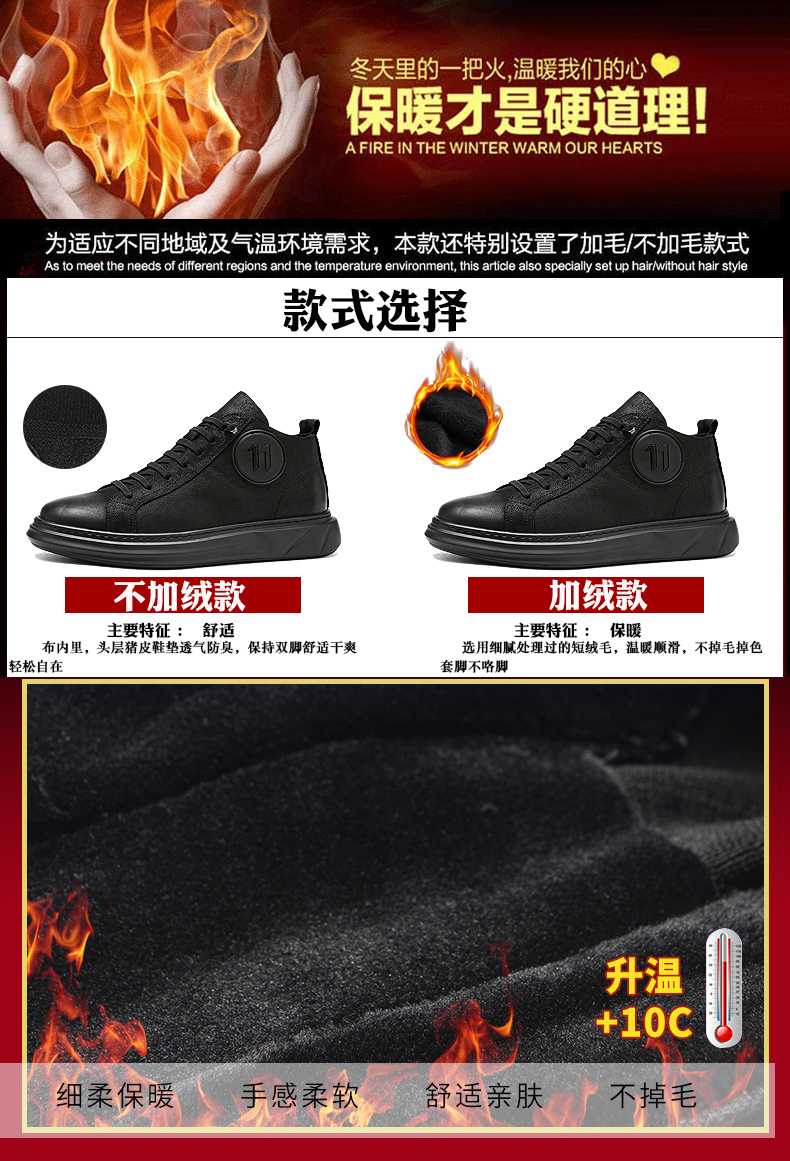 冬天里的一把火,温暖我们的心
保暖才是硬道理!
A FIRE IN THE WINTER WARM OUR HEARTS
为适应不同地域及气温环境需求，本款还特别设置了加毛/不加毛款式
As to meet the needs of different regions and the temperature environment, this article also specially set up hair/without hair style
款式选择
11
11
不加绒款
主要特征： 舒适
布内里，头层猪皮鞋垫透气防臭，保持双脚舒适干爽
轻松自在
加绒款
主要特征： 保暖
选用细腻处理过的短绒毛，温暖顺滑，不掉毛掉色
套脚不咯脚
升温
+10C
细柔保暖 手感柔软 舒适亲肤 不掉毛